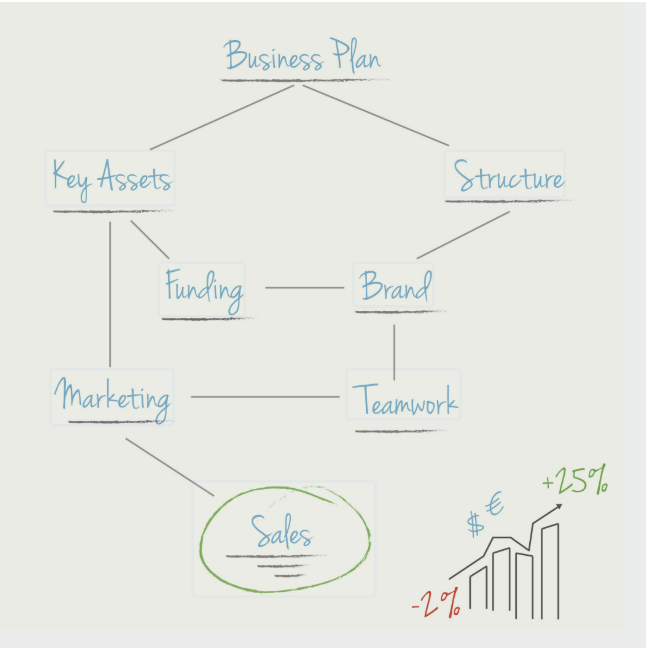 Business Plan
Key Assets
Structure
Funding
Brand
Marketing
Teamwork
Sales
+25%
$ €
-2%